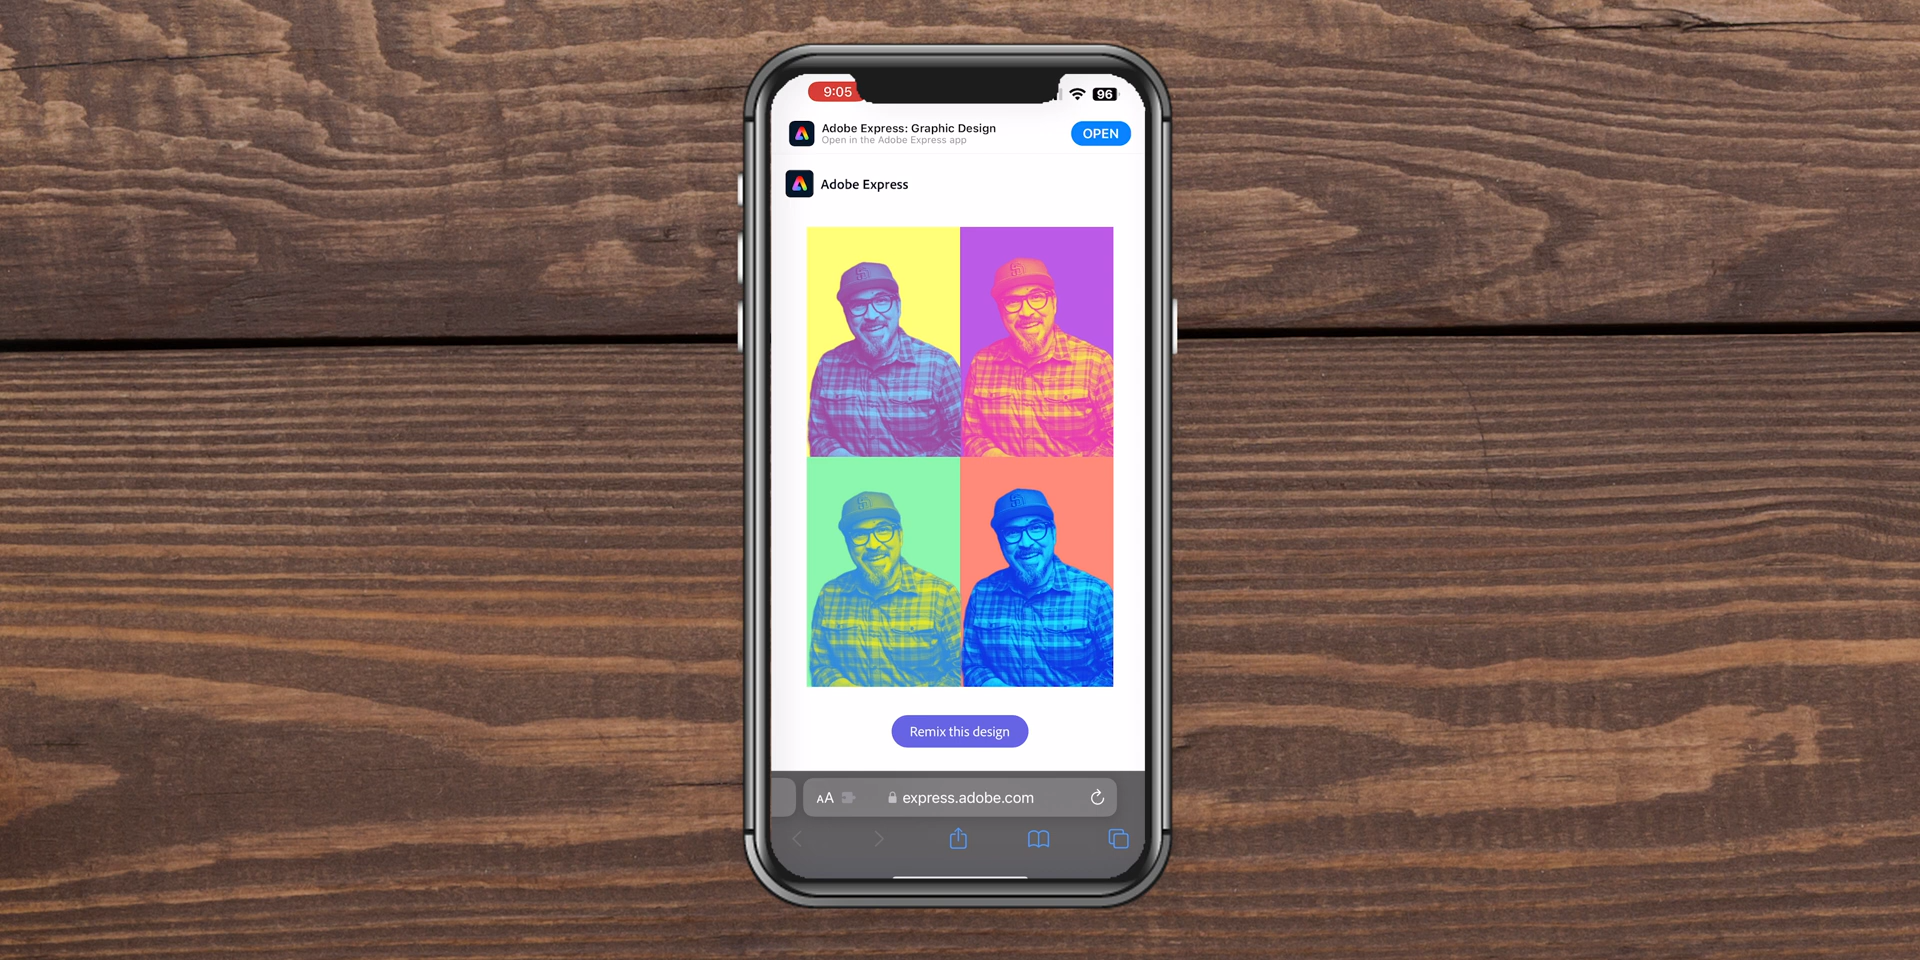 9:05
96
Adobe Express: Graphic Design
Open in the Adobe Express app
OPEN
Adobe Express
Remix this design
AA
express.adobe.com